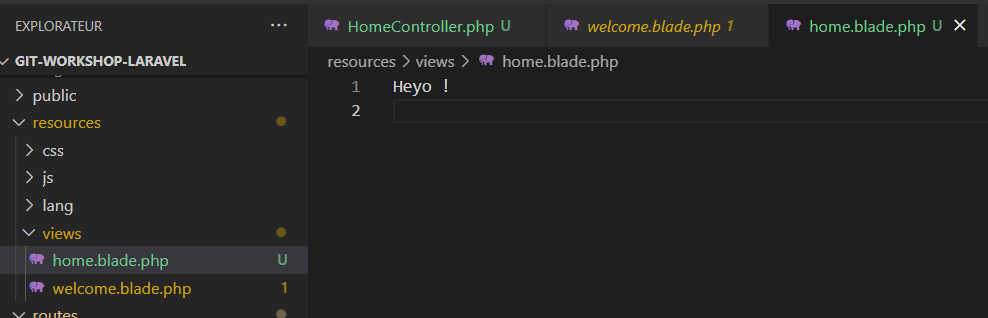 EXPLORATEUR ...
GIT-WORKSHOP-LARAVEL
public
resources
css
js
lang
views
home.blade.php U
welcome.blade.php 1
routes
HomeController.php U welcome.blade.php 1 home.blade.php U
resources > views > home.blade.php
1 Heyo !
2